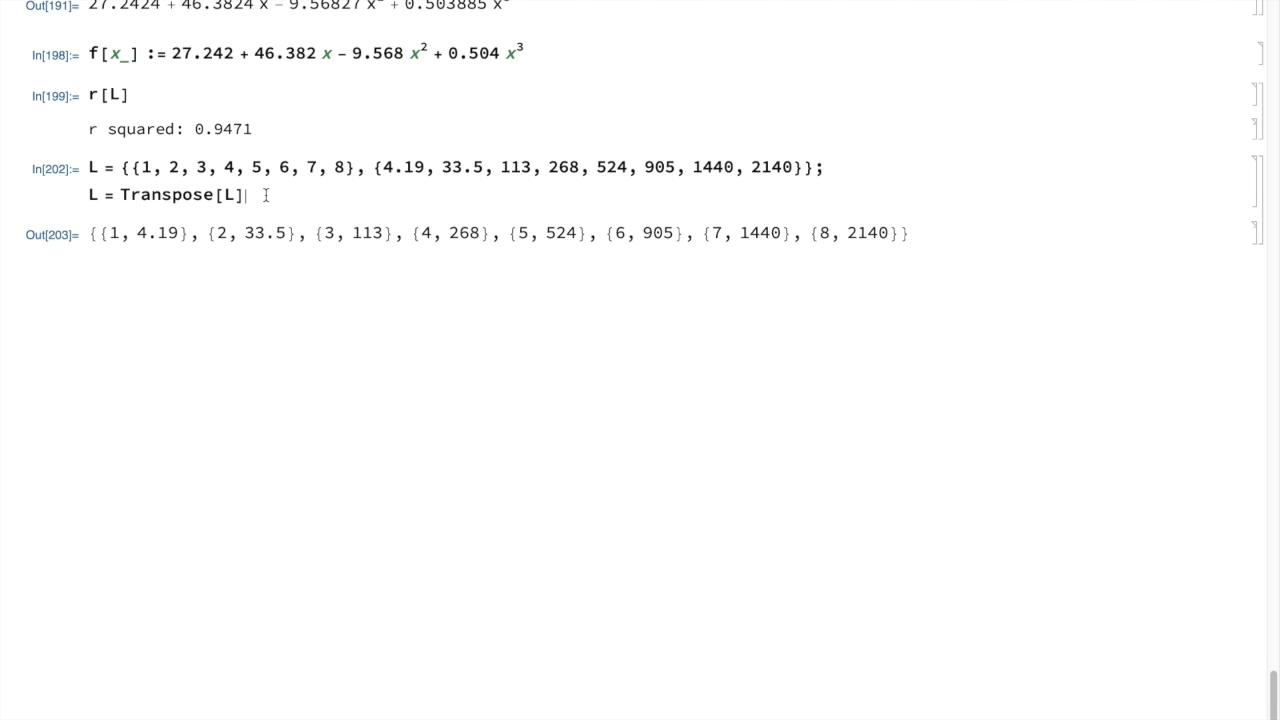 Out[191]= 27.2424 + 46.3824 x - 9.56827 x² + 0.503885 x³
In[198]:= f[x_] := 27.242 + 46.382 x - 9.568 x² + 0.504 x³
In[199]:= r[L]
r squared: 0.9471
In[202]:= L = {{1, 2, 3, 4, 5, 6, 7, 8}, {4.19, 33.5, 113, 268, 524, 905, 1440, 2140}};
L = Transpose[L]
Out[203]= {{1, 4.19}, {2, 33.5}, {3, 113}, {4, 268}, {5, 524}, {6, 905}, {7, 1440}, {8, 2140}}